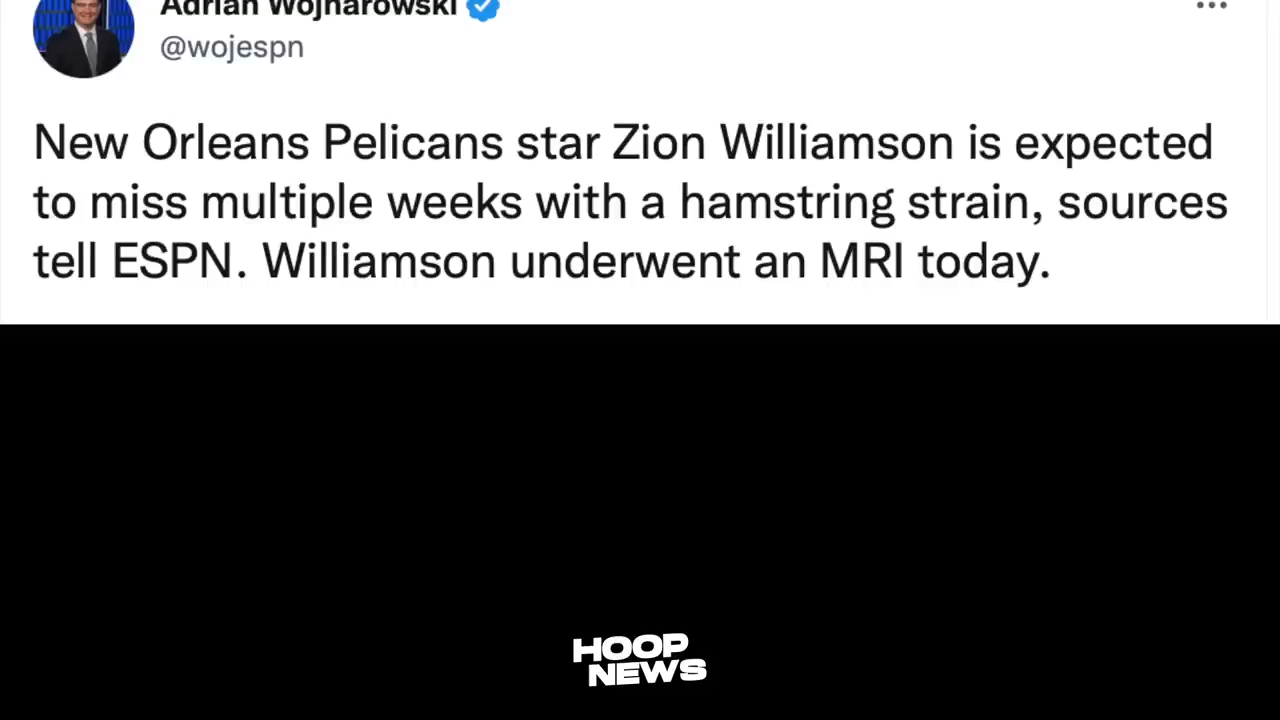 Adrian Wojnarowski
@wojespn
New Orleans Pelicans star Zion Williamson is expected
to miss multiple weeks with a hamstring strain, sources
tell ESPN. Williamson underwent an MRI today.
HOOP
NEWS